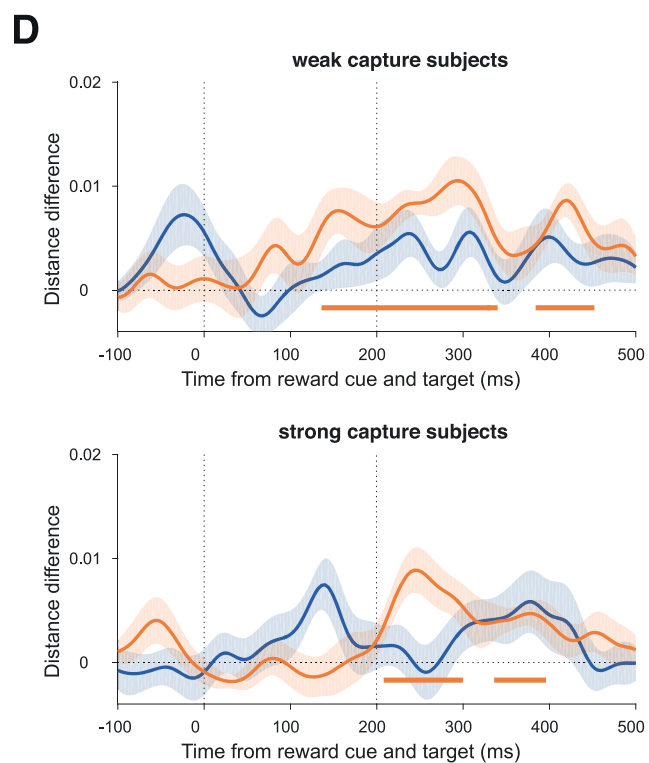 D
weak capture subjects
0.02
0.01
0
Distance difference
-100 0 100 200 300 400 500
Time from reward cue and target (ms)
strong capture subjects
0.02
0.01
0
Distance difference
-100 0 100 200 300 400 500
Time from reward cue and target (ms)